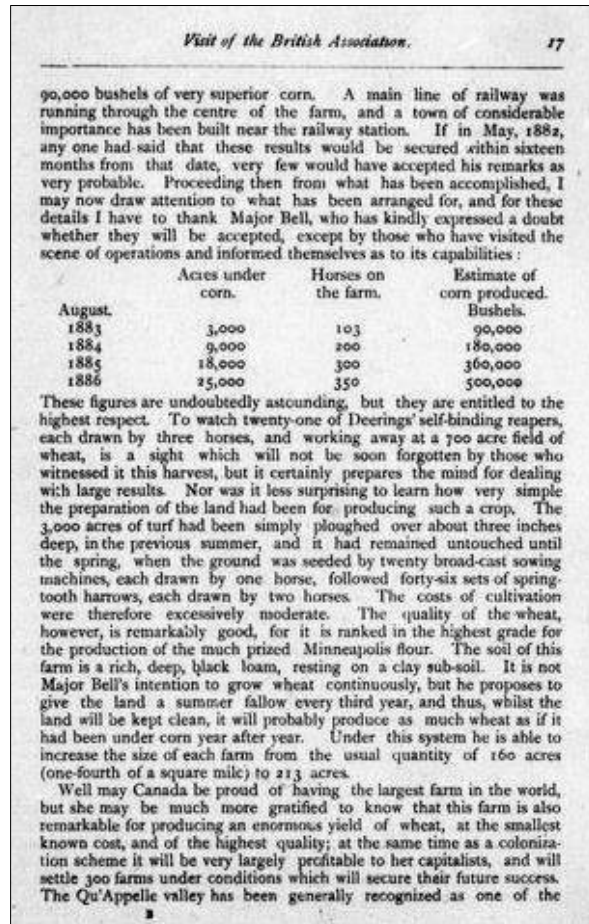 Visit of the British Association. 17
90,000 bushels of very superior corn. A main line of railway was
running through the centre of the farm, and a town of considerable
importance has been built near the railway station. If in May, 1882,
any one had said that these results would be secured within sixteen
months from that date, very few would have accepted his remarks as
very probable. Proceeding then from what has been accomplished, I
may now draw attention to what has been arranged for, and for these
details I have to thank Major Bell, who has kindly expressed a doubt
whether they will be accepted, except by those who have visited the
scene of operations and informed themselves as to its capabilities :
Acres under Horses on Estimate of
corn. the farm. corn produced.
August. Bushels.
1883 3,000 103 90,000
1884 9,000 200 180,000
1885 18,000 300 360,000
1886 25,000 350 500,000
These figures are undoubtedly astounding, but they are entitled to the
highest respect. To watch twenty-one of Deerings' self-binding reapers,
each drawn by three horses, and working away at a 700 acre field of
wheat, is a sight which will not be soon forgotten by those who
witnessed it this harvest, but it certainly prepares the mind for dealing
with large results. Nor was it less surprising to learn how very simple
the preparation of the land had been for producing such a crop. The
3,000 acres of turf had been simply ploughed over about three inches
deep, in the previous summer, and it had remained untouched until
the spring, when the ground was seeded by twenty broad-cast sowing
machines, each drawn by one horse, followed forty-six sets of spring-
tooth harrows, each drawn by two horses. The costs of cultivation
were therefore excessively moderate. The quality of the wheat,
however, is remarkably good, for it is ranked in the highest grade for
the production of the much prized Minneapolis flour. The soil of this
farm is a rich, deep, black loam, resting on a clay sub-soil. It is not
Major Bell's intention to grow wheat continuously, but he proposes to
give the land a summer fallow every third year, and thus, whilst the
land will be kept clean, it will probably produce as much wheat as if it
had been under corn year after year. Under this system he is able to
increase the size of each farm from the usual quantity of 160 acres
(one-fourth of a square mile) to 213 acres.
Well may Canada be proud of having the largest farm in the world,
but she may be much more gratified to know that this farm is also
remarkable for producing an enormous yield of wheat, at the smallest
known cost, and of the highest quality; at the same time as a coloniza-
tion scheme it will be very largely profitable to her capitalists, and will
settle 300 farms under conditions which will secure their future success.
The Qu'Appelle valley has been generally recognized as one of the
B